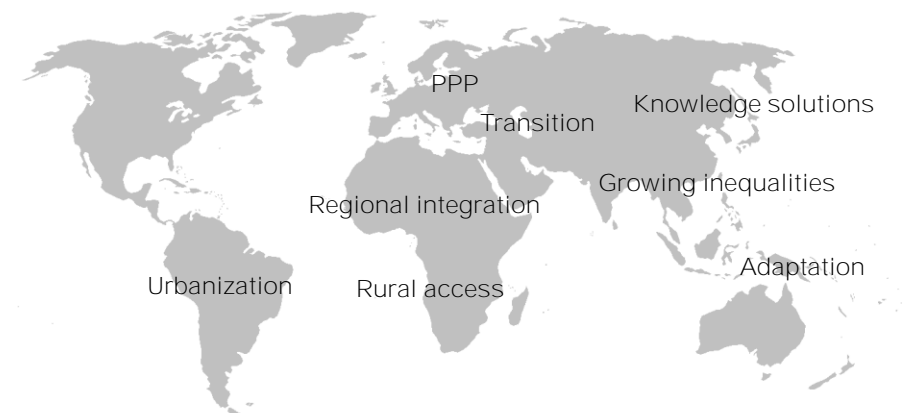 PPP
Knowledge solutions
Transition
Growing inequalities
Regional integration
Adaptation
Urbanization
Rural access